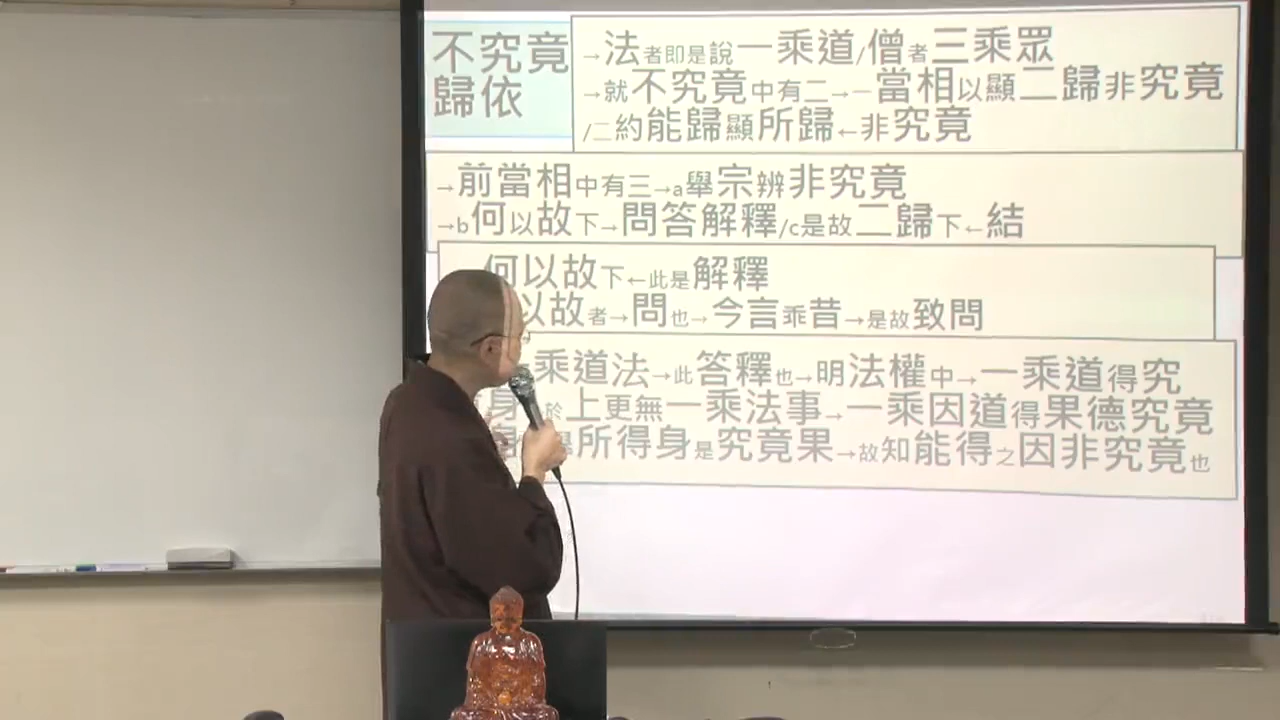 不究竟
歸依
→法者即是說一乘道/僧者三乘眾
→就不究竟中有二→一當相以顯二歸非究竟
/二約能歸顯所歸←非究竟
→前當相中有三→a舉宗辨非究竟
→b何以故下→問答解釋/c是故二歸下←結
何以故下←此是解釋
以故者→問也→今言乖昔→是故致問
乘道法→此答釋也→明法權中→一乘道得究
身 於上更無一乘法事→一乘因道得果德究竟
所得身是究竟果→故知能得之因非究竟也